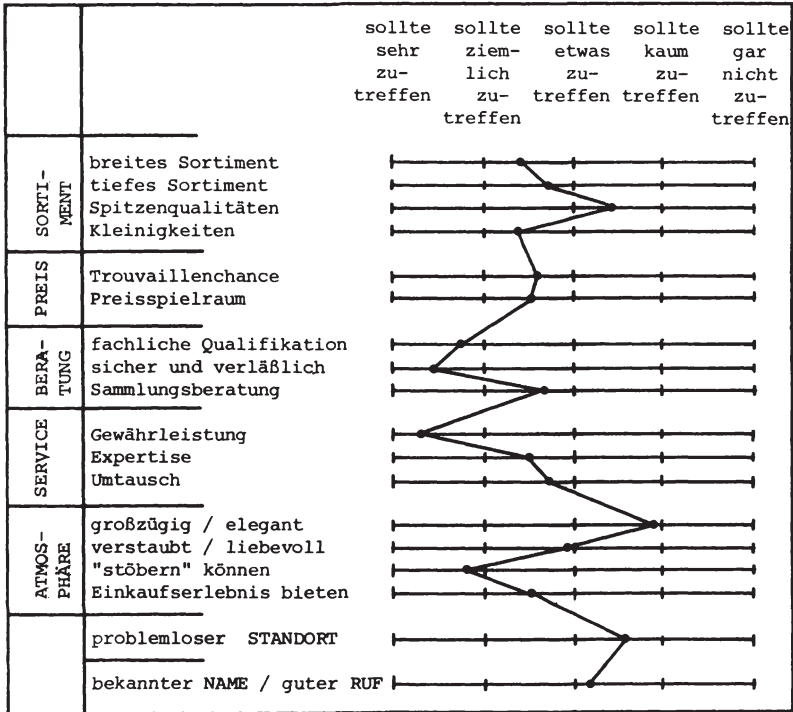 sollte sollte sollte sollte sollte
sehr ziem- etwas kaum gar
zu- lich zu- zu- nicht
treffen zu- treffen treffen zu-
treffen treffen
SORTI-
MENT
breites Sortiment
tiefes Sortiment
Spitzenqualitäten
Kleinigkeiten
PREIS
Trouvaillenchance
Preisspielraum
BERA-
TUNG
fachliche Qualifikation
sicher und verläßlich
Sammlungsberatung
SERVICE
Gewährleistung
Expertise
Umtausch
ATMOS-
PHÄRE
großzügig / elegant
verstaubt / liebevoll
"stöbern" können
Einkaufserlebnis bieten
problemloser STANDORT
bekannter NAME / guter RUF